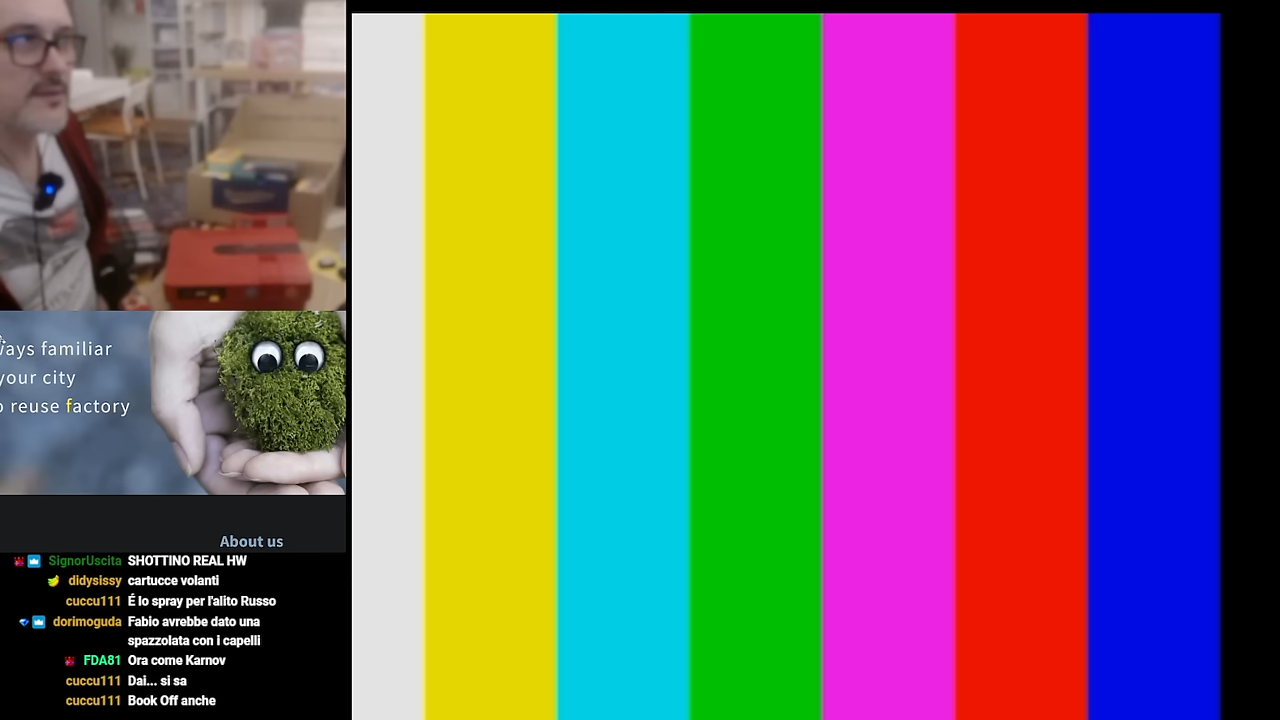 ays familiar
your city
reuse factory
About us
SignorUscita SHOTTINO REAL HW
didysissy cartucce volanti
cuccu111 É lo spray per l'alito Russo
dorimoguda Fabio avrebbe dato una
spazzolata con i capelli
FDA81 Ora come Karnov
cuccu111 Dai... si sa
cuccu111 Book Off anche